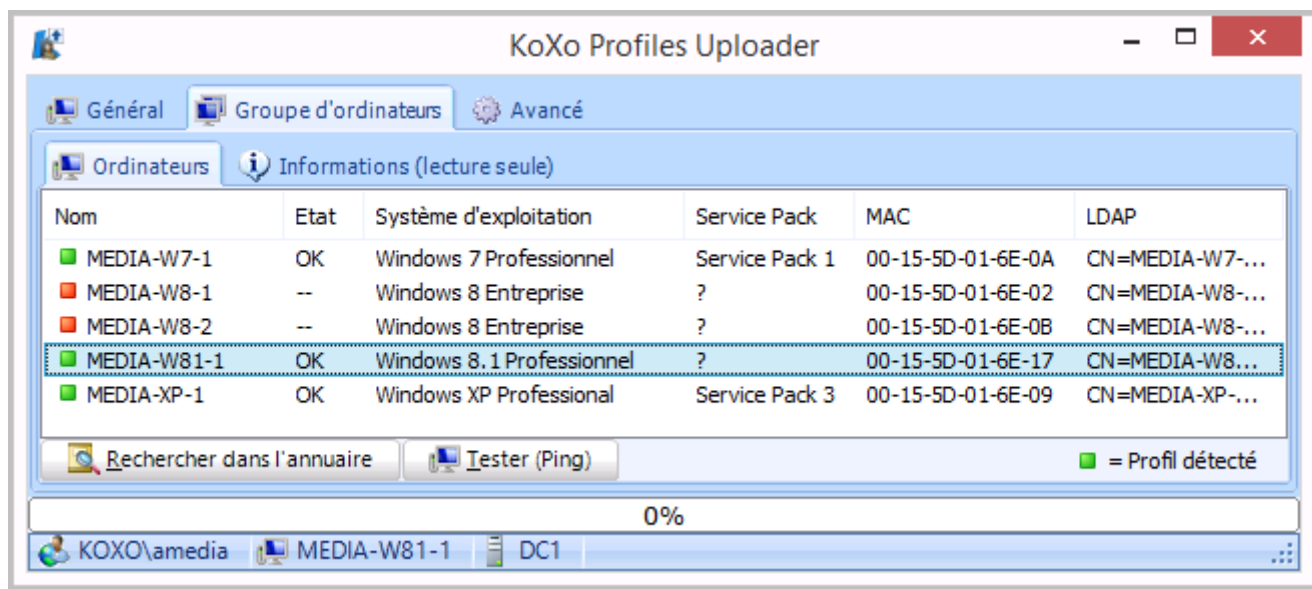 KoXo Profiles Uploader
Général Groupe d'ordinateurs Avancé
Ordinateurs Informations (lecture seule)
Nom Etat Système d'exploitation Service Pack MAC LDAP
MEDIA-W7-1 OK Windows 7 Professionnel Service Pack 1 00-15-5D-01-6E-0A CN=MEDIA-W7-...
MEDIA-W8-1 -- Windows 8 Entreprise ? 00-15-5D-01-6E-02 CN=MEDIA-W8-...
MEDIA-W8-2 -- Windows 8 Entreprise ? 00-15-5D-01-6E-0B CN=MEDIA-W8-...
MEDIA-W81-1 OK Windows 8.1 Professionnel ? 00-15-5D-01-6E-17 CN=MEDIA-W8...
MEDIA-XP-1 OK Windows XP Professional Service Pack 3 00-15-5D-01-6E-09 CN=MEDIA-XP-...
Rechercher dans l'annuaire Tester (Ping) = Profil détecté
0%
KOXO\amedia MEDIA-W81-1 DC1